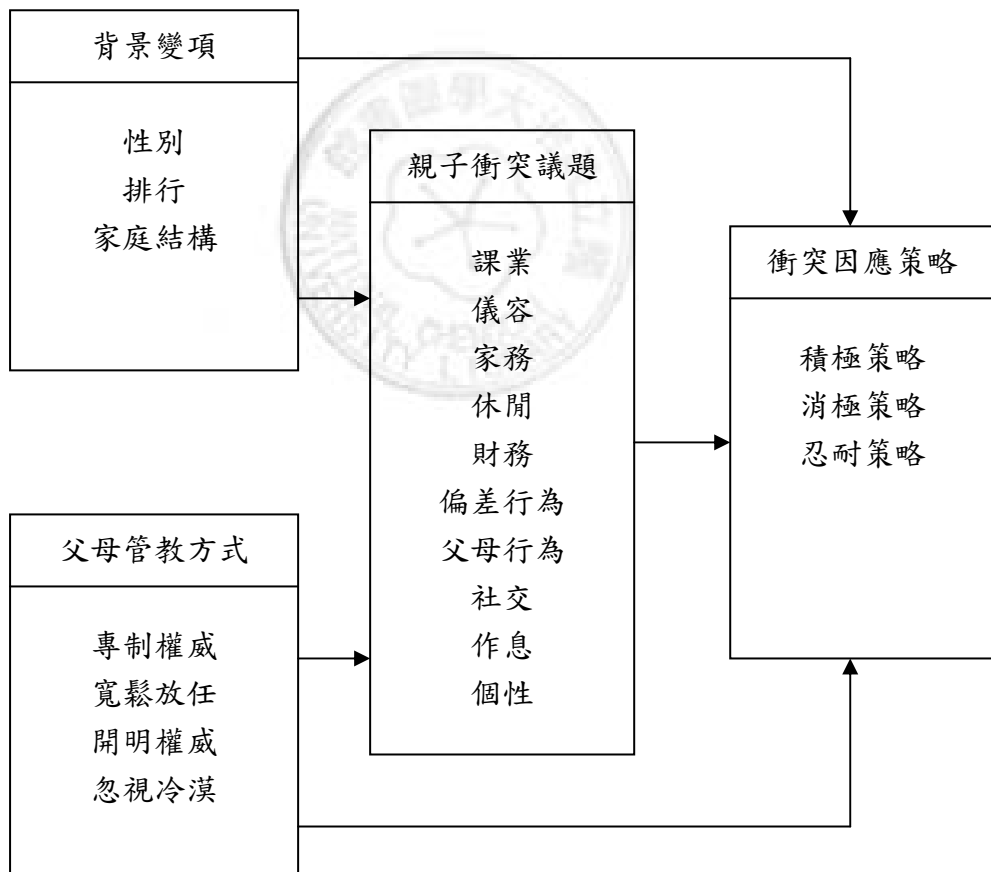 背景變項
性別
排行
家庭結構
親子衝突議題
課業
儀容
家務
休閒
財務
偏差行為
父母行為
社交
作息
個性
衝突因應策略
積極策略
消極策略
忍耐策略
父母管教方式
專制權威
寬鬆放任
開明權威
忽視冷漠